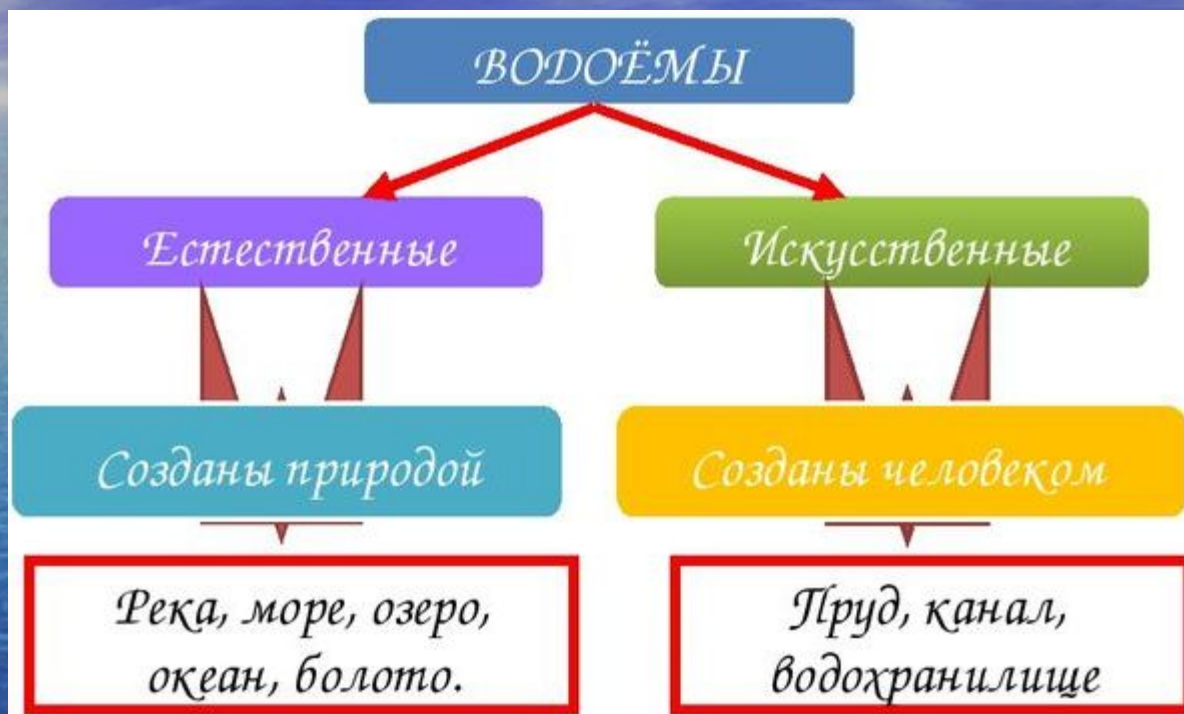 ВОДОЁМЫ
Естественные
Искусственные
Созданы природой
Созданы человеком
Река, море, озеро,
океан, болото.
Пруд, канал,
водохранилище